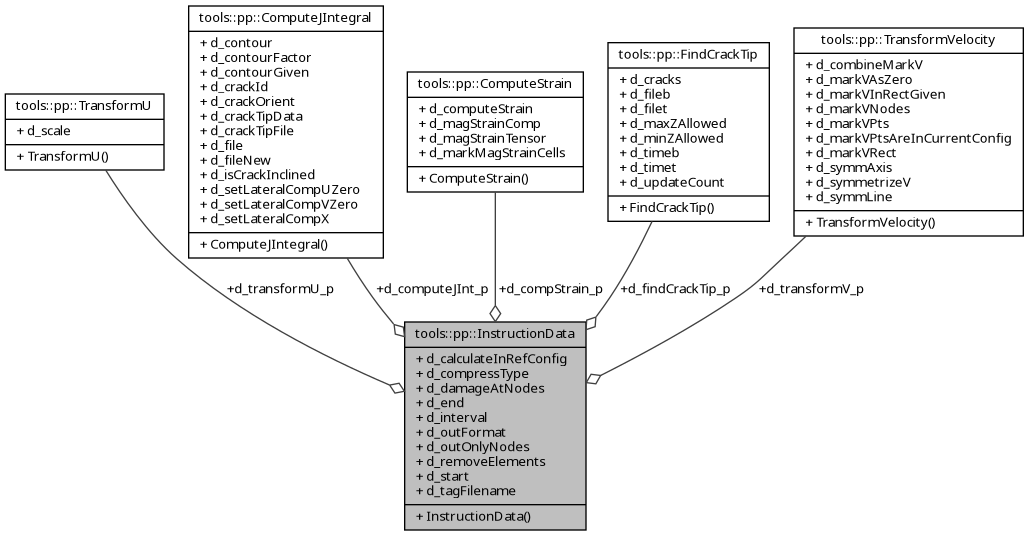 tools::pp::TransformU
+ d_scale
+ TransformU()
tools::pp::ComputeJIntegral
+ d_contour
+ d_contourFactor
+ d_contourGiven
+ d_crackId
+ d_crackOrient
+ d_crackTipData
+ d_crackTipFile
+ d_file
+ d_fileNew
+ d_isCrackInclined
+ d_setLateralCompUZero
+ d_setLateralCompVZero
+ d_setLateralCompX
+ ComputeJIntegral()
tools::pp::ComputeStrain
+ d_computeStrain
+ d_magStrainComp
+ d_magStrainTensor
+ d_markMagStrainCells
+ ComputeStrain()
tools::pp::FindCrackTip
+ d_cracks
+ d_fileb
+ d_filet
+ d_maxZAllowed
+ d_minZAllowed
+ d_timeb
+ d_timet
+ d_updateCount
+ FindCrackTip()
tools::pp::TransformVelocity
+ d_combineMarkV
+ d_markVAsZero
+ d_markVInRectGiven
+ d_markVNodes
+ d_markVPts
+ d_markVPtsAreInCurrentConfig
+ d_markVRect
+ d_symmAxis
+ d_symmetrizeV
+ d_symmLine
+ TransformVelocity()
+d_transformU_p
+d_computeJInt_p
+d_compStrain_p
+d_findCrackTip_p
+d_transformV_p
tools::pp::InstructionData
+ d_calculateInRefConfig
+ d_compressType
+ d_damageAtNodes
+ d_end
+ d_interval
+ d_outFormat
+ d_outOnlyNodes
+ d_removeElements
+ d_start
+ d_tagFilename
+ InstructionData()